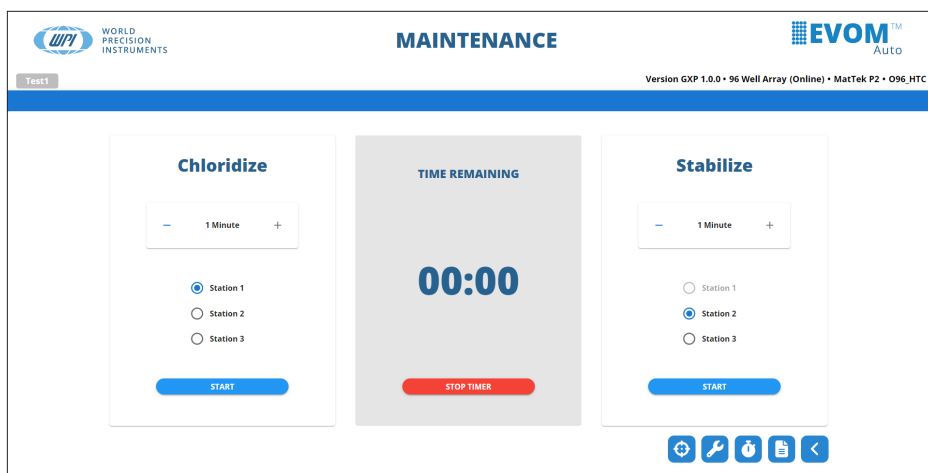 WPI
WORLD
PRECISION
INSTRUMENTS
MAINTENANCE
EVOM™
Auto
Test1
Version GXP 1.0.0 • 96 Well Array (Online) • MatTek P2 • O96_HTC
Chloridize
− 1 Minute +
Station 1
Station 2
Station 3
START
TIME REMAINING
00:00
STOP TIMER
Stabilize
− 1 Minute +
Station 1
Station 2
Station 3
START